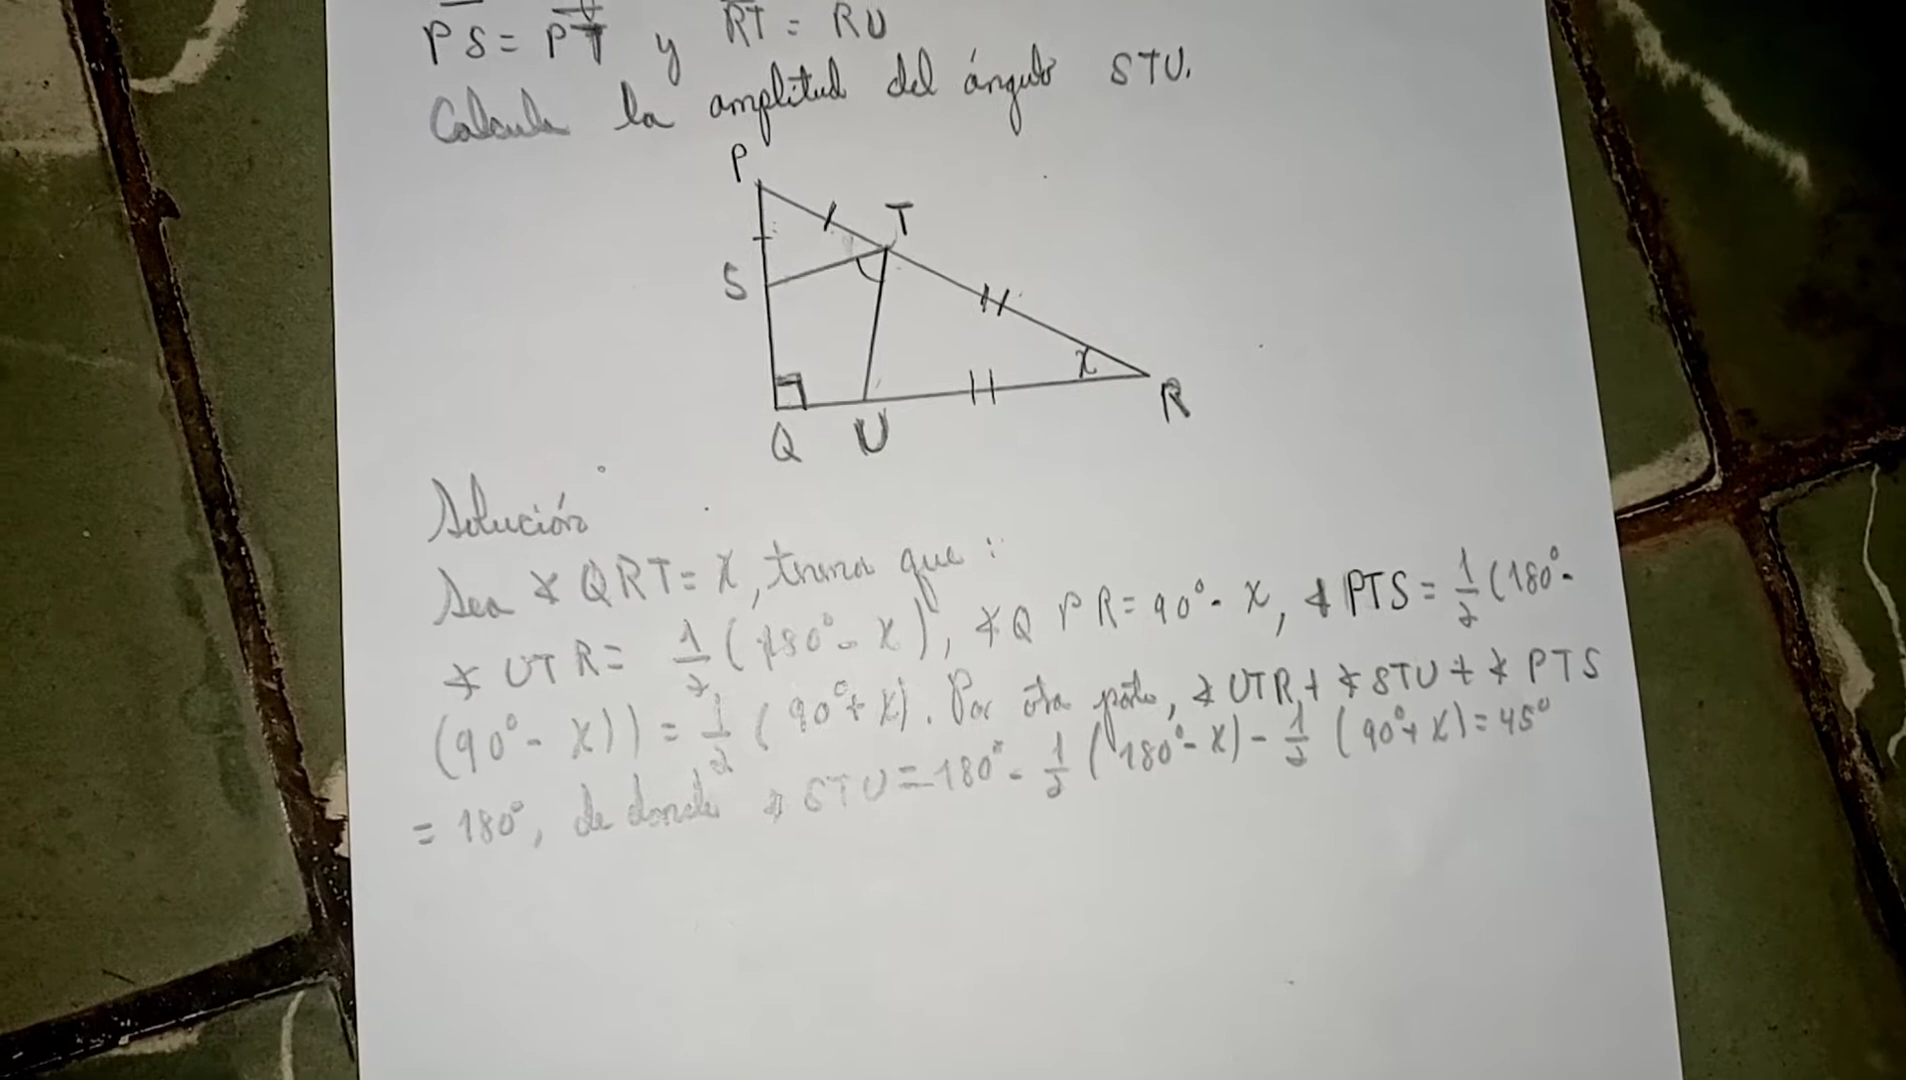 PS = PT y RT = RU
Calcula la amplitud del ángulo STU.
P
T
S
x
R
Q U
Solución
Sea ∡ QRT = x, tenemos que:
∡ UTR = 1/2 (180° - x), ∡ QPR = 90° - x, ∡ PTS = 1/2 (180° -
(90° - x)) = 1/2 (90° + x). Por otra parte, ∡ UTR + ∡ STU + ∡ PTS
= 180°, de donde ∡ STU = 180° - 1/2 (180° - x) - 1/2 (90° + x) = 45°